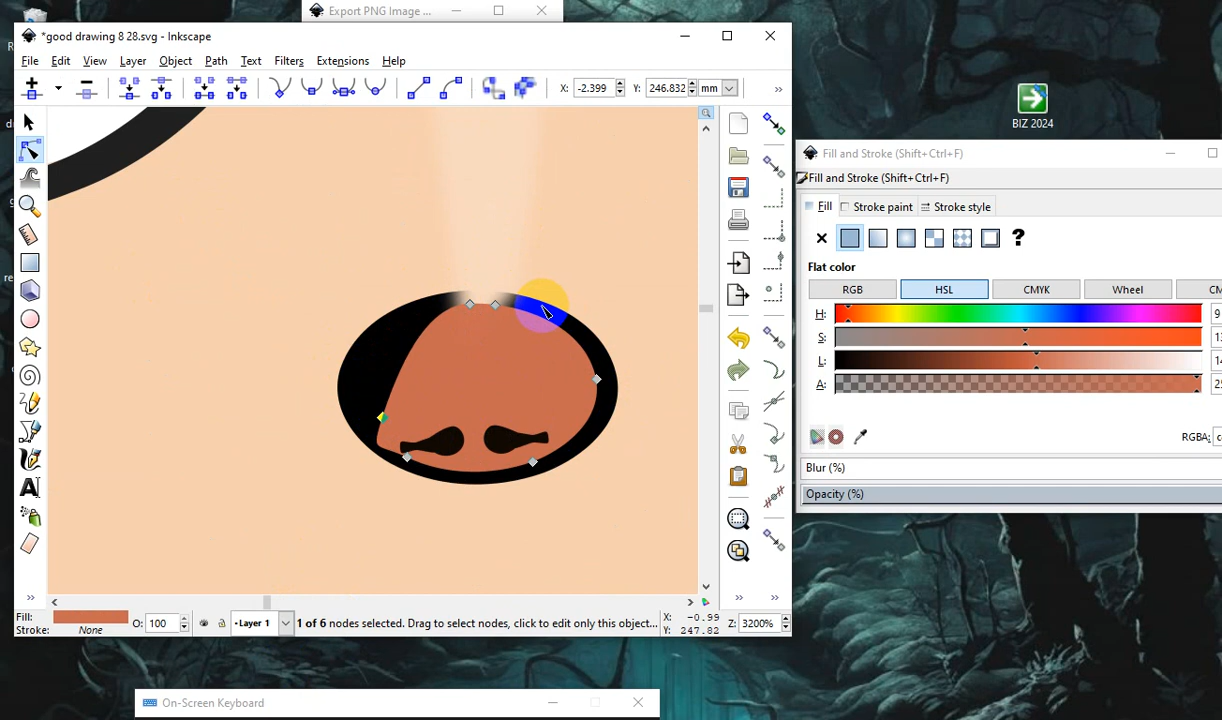 Export PNG Image ...
*good drawing 8 28.svg - Inkscape
File Edit View Layer Object Path Text Filters Extensions Help
X: -2.399 Y: 246.832 mm
BIZ 2024
Fill and Stroke (Shift+Ctrl+F)
Fill and Stroke (Shift+Ctrl+F)
Fill Stroke paint Stroke style
Flat color
RGB HSL CMYK Wheel
H: 9
S:
L:
A:
RGBA:
Blur (%)
Opacity (%)
Fill:
Stroke: None
O: 100
Layer 1
1 of 6 nodes selected. Drag to select nodes, click to edit only this object...
X: -0.99
Y: 247.82
Z: 3200%
On-Screen Keyboard